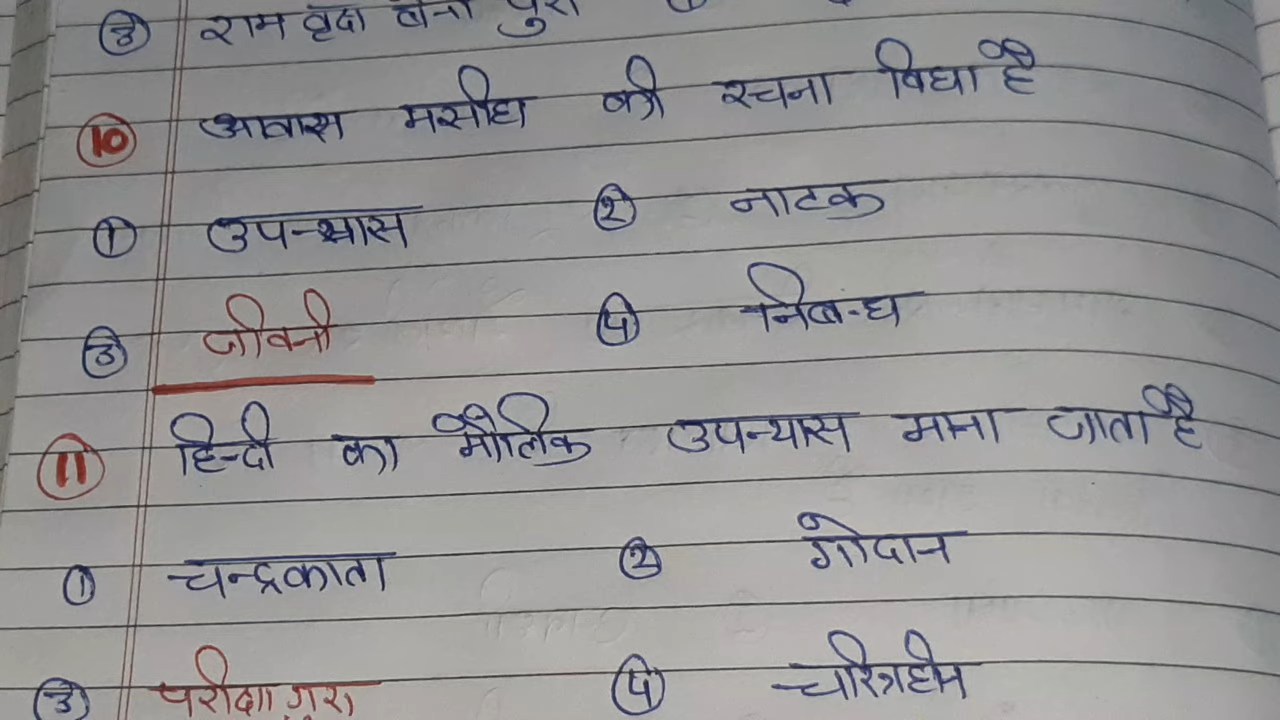 ③ राम वृदा बेनी पुरी
⑩ आवारा मसीहा की रचना विधा है
① उपन्यास ② नाटक
③ जीवनी ④ निबन्ध
⑪ हिन्दी का मौलिक उपन्यास माना जाता है
① चन्द्रकाता ② गोदान
③ परीक्षा गुरु ④ चरित्रहीन